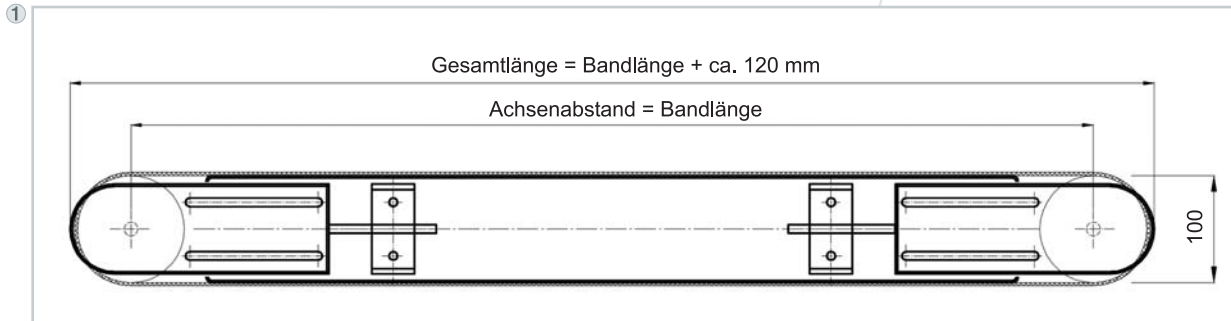 ①
Gesamtlänge = Bandlänge + ca. 120 mm
Achsenabstand = Bandlänge
100